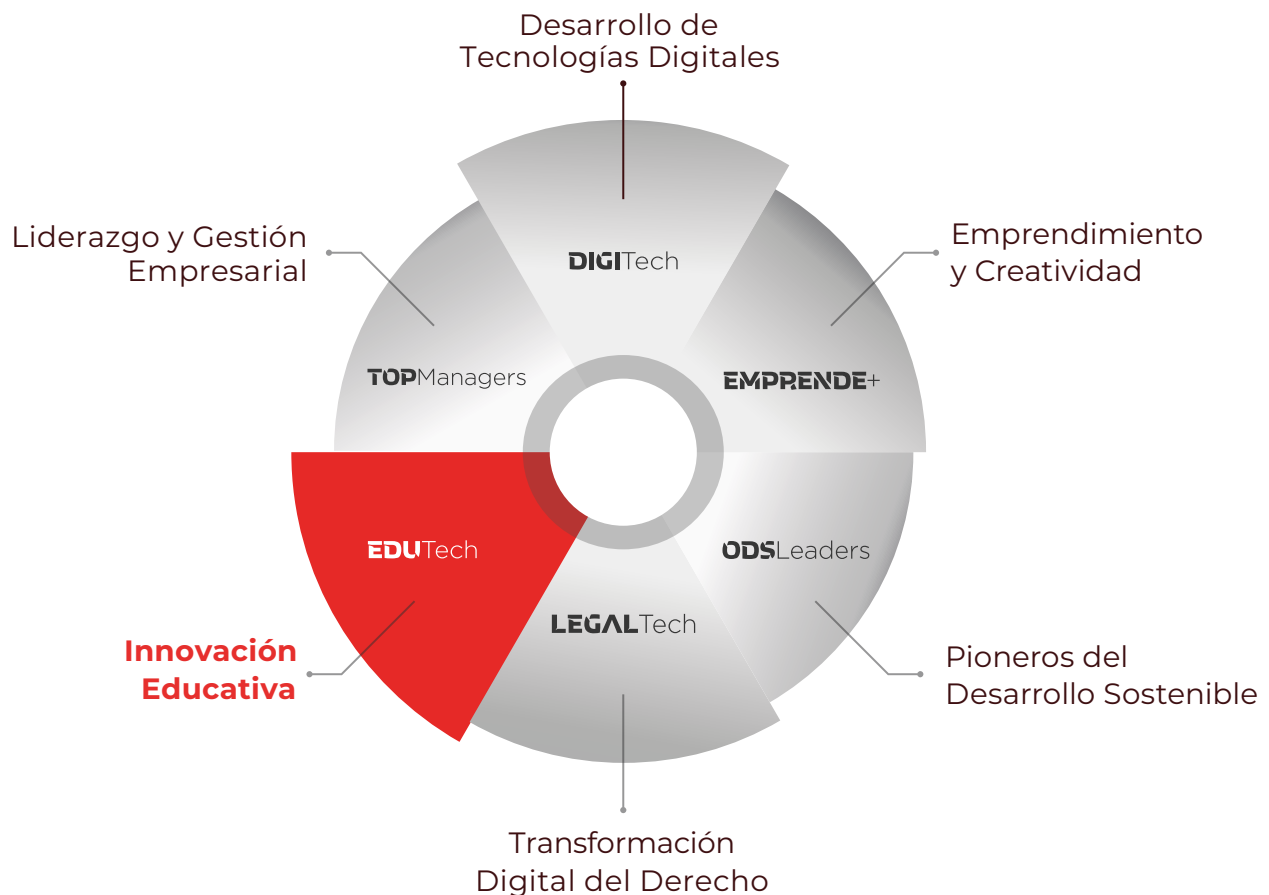 Desarrollo de
Tecnologías Digitales
Liderazgo y Gestión
Empresarial
Emprendimiento
y Creatividad
DIGITech
TOPManagers
EMPRENDE+
EDUTech
ODSLeaders
LEGALTech
Innovación
Educativa
Pioneros del
Desarrollo Sostenible
Transformación
Digital del Derecho